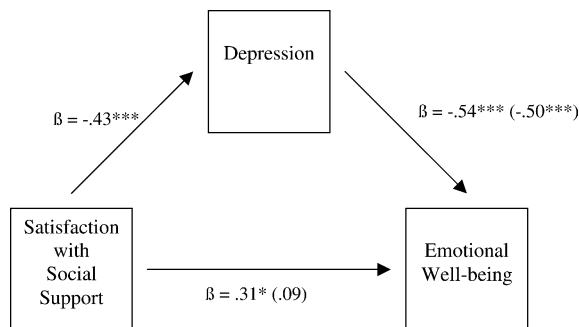 Depression
ß = -.43***
ß = -.54*** (-.50***)
Satisfaction
with
Social
Support
Emotional
Well-being
ß = .31* (.09)